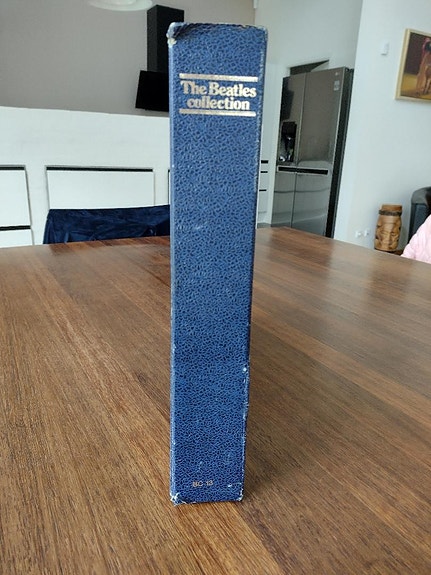 The Beatles
collection
BC 13